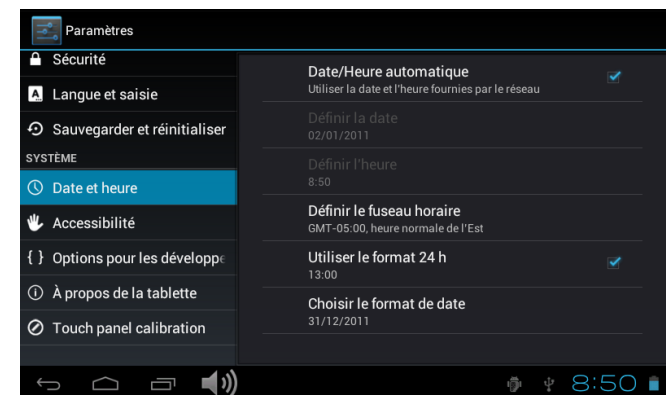 Paramètres
Sécurité
Langue et saisie
Sauvegarder et réinitialiser
SYSTÈME
Date et heure
Accessibilité
{ } Options pour les développe
À propos de la tablette
Touch panel calibration
Date/Heure automatique
Utiliser la date et l'heure fournies par le réseau
Définir la date
02/01/2011
Définir l'heure
8:50
Définir le fuseau horaire
GMT-05:00, heure normale de l'Est
Utiliser le format 24 h
13:00
Choisir le format de date
31/12/2011
8:50